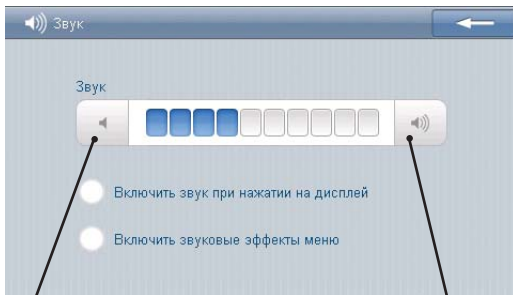 Звук
Звук
Включить звук при нажатии на дисплей
Включить звуковые эффекты меню